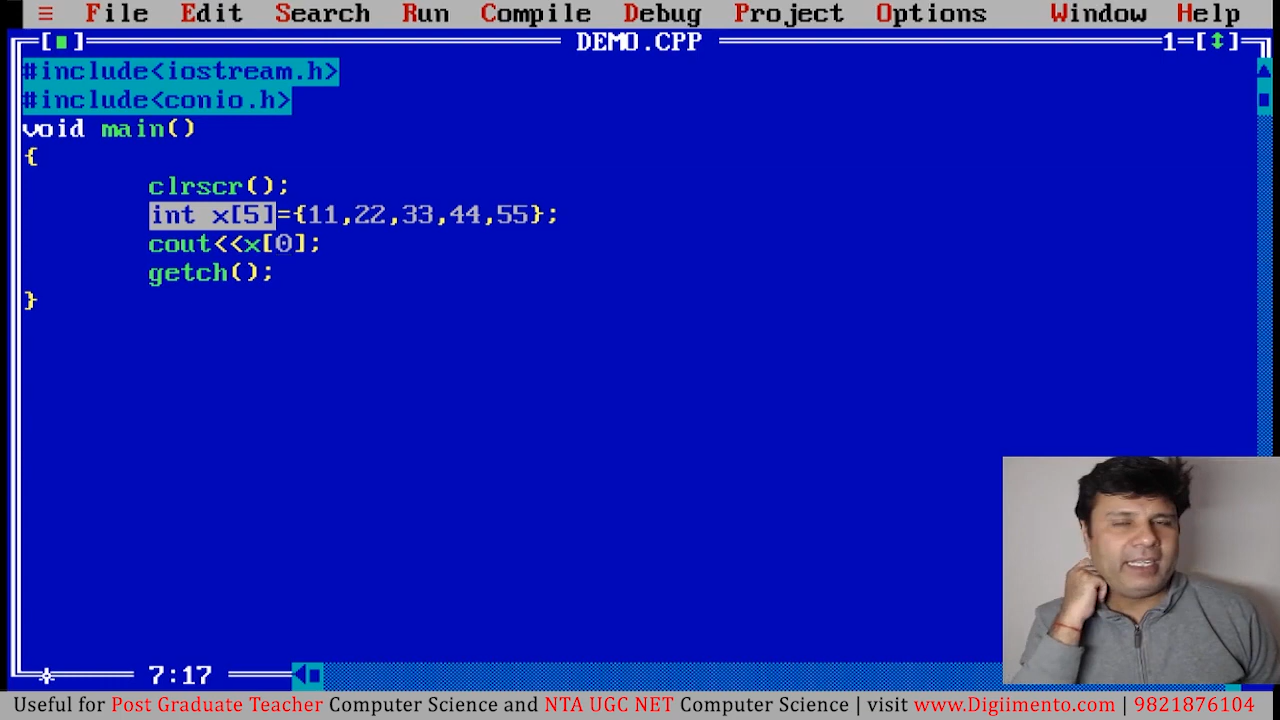 ≡ File Edit Search Run Compile Debug Project Options Window Help
[■] DEMO.CPP 1=[↕]
#include<iostream.h>
#include<conio.h>
void main()
{
clrscr();
int x[5]={11,22,33,44,55};
cout<<x[0];
getch();
}
7:17
Useful for Post Graduate Teacher Computer Science and NTA UGC NET Computer Science | visit www.Digiimento.com | 9821876104